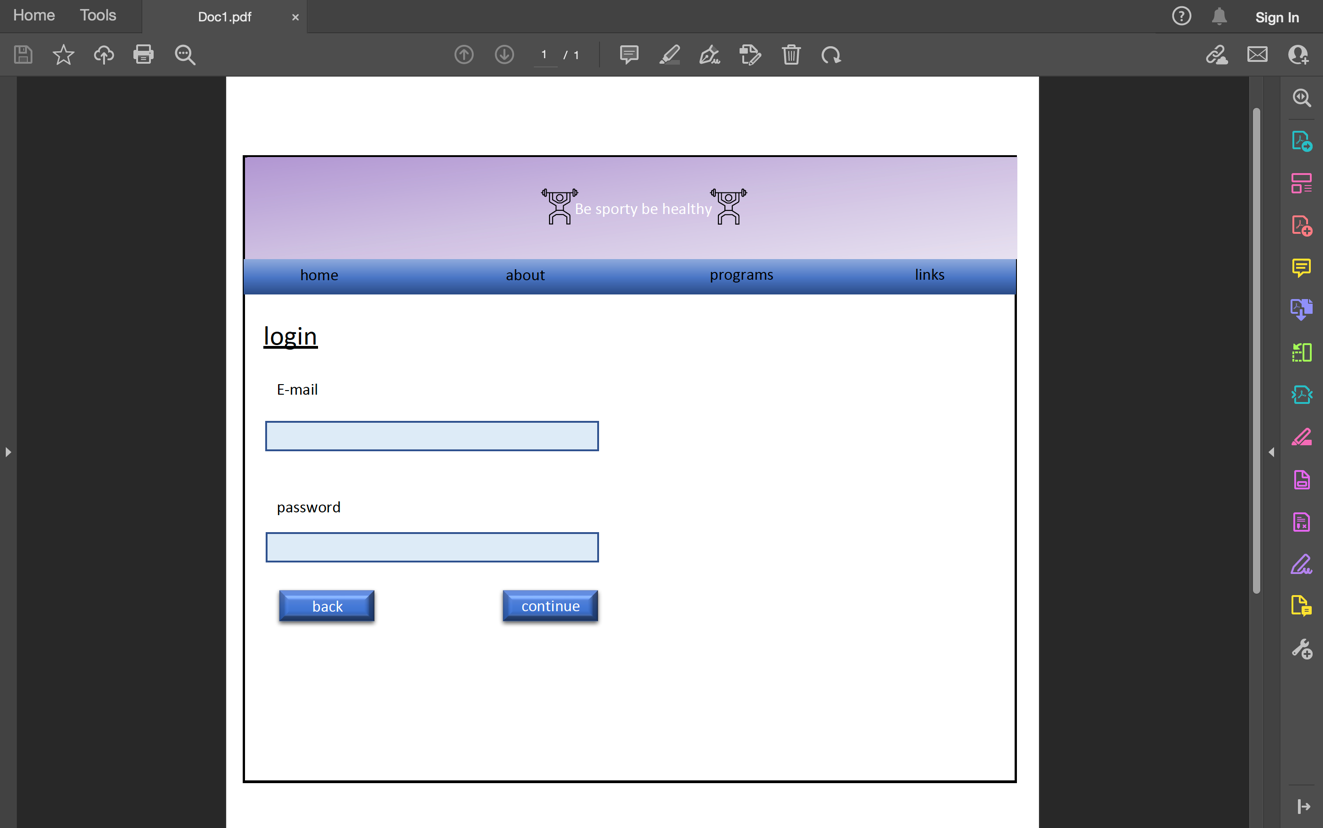 Home Tools Doc1.pdf × Sign In
1 / 1
Be sporty be healthy
home about programs links
login
E-mail
password
back continue